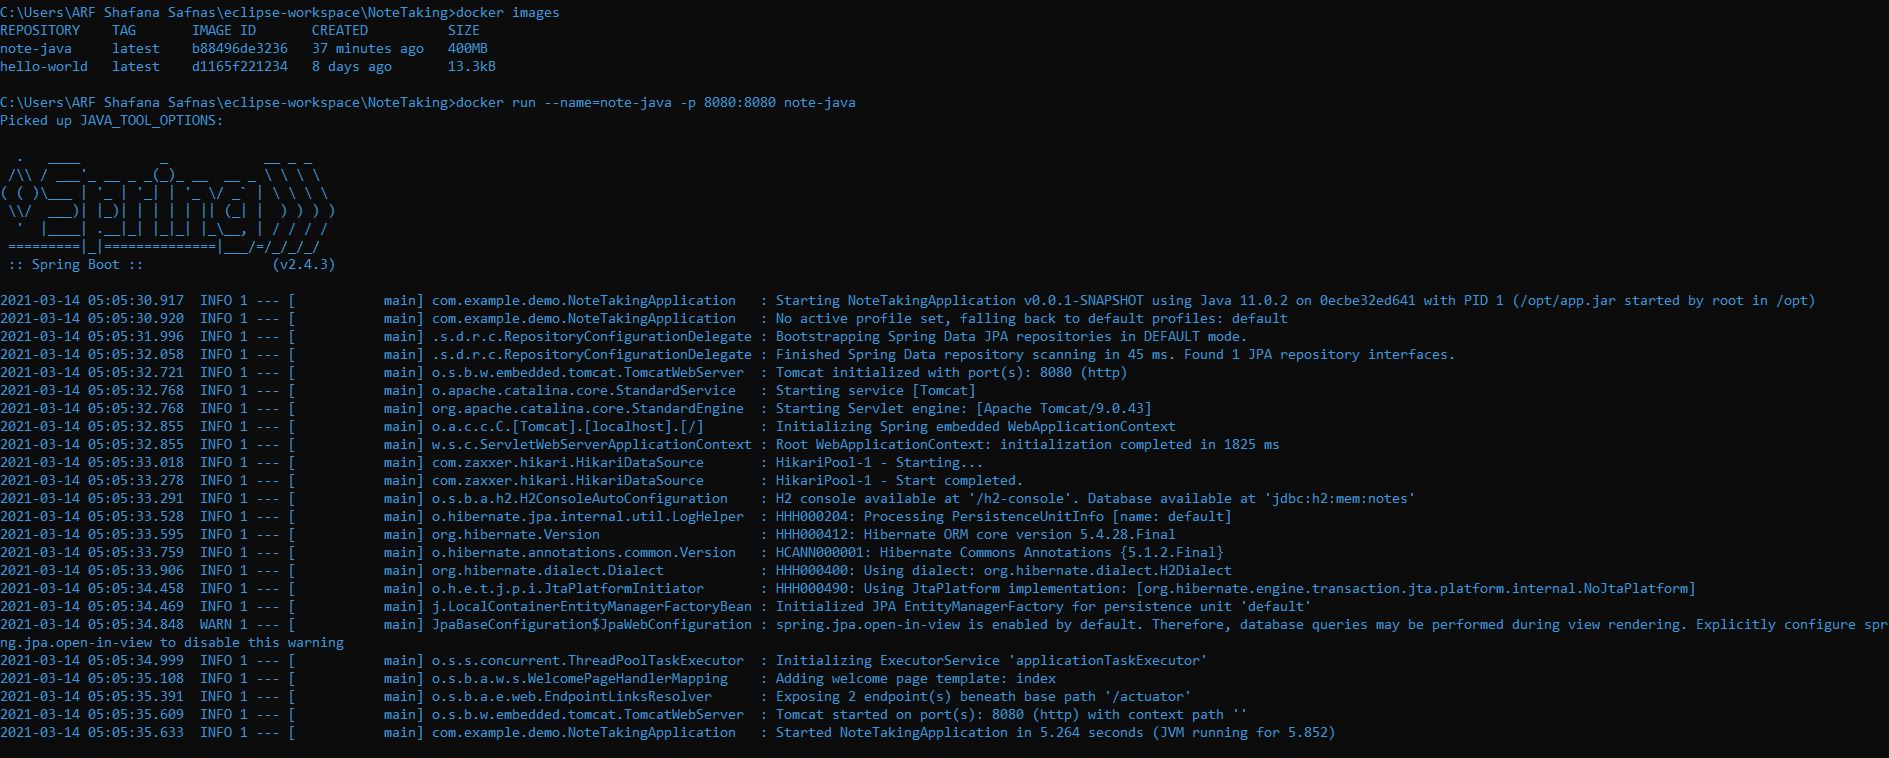 C:\Users\ARF Shafana Safnas\eclipse-workspace\NoteTaking>docker images
REPOSITORY    TAG       IMAGE ID       CREATED          SIZE
note-java     latest    b88496de3236   37 minutes ago   400MB
hello-world   latest    d1165f221234   8 days ago       13.3kB

C:\Users\ARF Shafana Safnas\eclipse-workspace\NoteTaking>docker run --name=note-java -p 8080:8080 note-java
Picked up JAVA_TOOL_OPTIONS:

  .   ____          _            __ _ _
 /\\ / ___'_ __ _ _(_)_ __  __ _ \ \ \ \
( ( )\___ | '_ | '_| | '_ \/ _` | \ \ \ \
 \\/  ___)| |_)| | | | | || (_| |  ) ) ) )
  '  |____| .__|_| |_|_| |_\__, | / / / /
 =========|_|==============|___/=/_/_/_/
 :: Spring Boot ::                (v2.4.3)

2021-03-14 05:05:30.917  INFO 1 --- [           main] com.example.demo.NoteTakingApplication   : Starting NoteTakingApplication v0.0.1-SNAPSHOT using Java 11.0.2 on 0ecbe32ed641 with PID 1 (/opt/app.jar started by root in /opt)
2021-03-14 05:05:30.920  INFO 1 --- [           main] com.example.demo.NoteTakingApplication   : No active profile set, falling back to default profiles: default
2021-03-14 05:05:31.996  INFO 1 --- [           main] .s.d.r.c.RepositoryConfigurationDelegate : Bootstrapping Spring Data JPA repositories in DEFAULT mode.
2021-03-14 05:05:32.058  INFO 1 --- [           main] .s.d.r.c.RepositoryConfigurationDelegate : Finished Spring Data repository scanning in 45 ms. Found 1 JPA repository interfaces.
2021-03-14 05:05:32.721  INFO 1 --- [           main] o.s.b.w.embedded.tomcat.TomcatWebServer  : Tomcat initialized with port(s): 8080 (http)
2021-03-14 05:05:32.768  INFO 1 --- [           main] o.apache.catalina.core.StandardService   : Starting service [Tomcat]
2021-03-14 05:05:32.768  INFO 1 --- [           main] org.apache.catalina.core.StandardEngine  : Starting Servlet engine: [Apache Tomcat/9.0.43]
2021-03-14 05:05:32.855  INFO 1 --- [           main] o.a.c.c.C.[Tomcat].[localhost].[/]       : Initializing Spring embedded WebApplicationContext
2021-03-14 05:05:32.855  INFO 1 --- [           main] w.s.c.ServletWebServerApplicationContext : Root WebApplicationContext: initialization completed in 1825 ms
2021-03-14 05:05:33.018  INFO 1 --- [           main] com.zaxxer.hikari.HikariDataSource       : HikariPool-1 - Starting...
2021-03-14 05:05:33.278  INFO 1 --- [           main] com.zaxxer.hikari.HikariDataSource       : HikariPool-1 - Start completed.
2021-03-14 05:05:33.291  INFO 1 --- [           main] o.s.b.a.h2.H2ConsoleAutoConfiguration    : H2 console available at '/h2-console'. Database available at 'jdbc:h2:mem:notes'
2021-03-14 05:05:33.528  INFO 1 --- [           main] o.hibernate.jpa.internal.util.LogHelper  : HHH000204: Processing PersistenceUnitInfo [name: default]
2021-03-14 05:05:33.595  INFO 1 --- [           main] org.hibernate.Version                    : HHH000412: Hibernate ORM core version 5.4.28.Final
2021-03-14 05:05:33.759  INFO 1 --- [           main] o.hibernate.annotations.common.Version   : HCANN000001: Hibernate Commons Annotations {5.1.2.Final}
2021-03-14 05:05:33.906  INFO 1 --- [           main] org.hibernate.dialect.Dialect            : HHH000400: Using dialect: org.hibernate.dialect.H2Dialect
2021-03-14 05:05:34.458  INFO 1 --- [           main] o.h.e.t.j.p.i.JtaPlatformInitiator       : HHH000490: Using JtaPlatform implementation: [org.hibernate.engine.transaction.jta.platform.internal.NoJtaPlatform]
2021-03-14 05:05:34.469  INFO 1 --- [           main] j.LocalContainerEntityManagerFactoryBean : Initialized JPA EntityManagerFactory for persistence unit 'default'
2021-03-14 05:05:34.848  WARN 1 --- [           main] JpaBaseConfiguration$JpaWebConfiguration : spring.jpa.open-in-view is enabled by default. Therefore, database queries may be performed during view rendering. Explicitly configure spr
ng.jpa.open-in-view to disable this warning
2021-03-14 05:05:34.999  INFO 1 --- [           main] o.s.s.concurrent.ThreadPoolTaskExecutor  : Initializing ExecutorService 'applicationTaskExecutor'
2021-03-14 05:05:35.108  INFO 1 --- [           main] o.s.b.a.w.s.WelcomePageHandlerMapping    : Adding welcome page template: index
2021-03-14 05:05:35.391  INFO 1 --- [           main] o.s.b.a.e.web.EndpointLinksResolver      : Exposing 2 endpoint(s) beneath base path '/actuator'
2021-03-14 05:05:35.609  INFO 1 --- [           main] o.s.b.w.embedded.tomcat.TomcatWebServer  : Tomcat started on port(s): 8080 (http) with context path ''
2021-03-14 05:05:35.633  INFO 1 --- [           main] com.example.demo.NoteTakingApplication   : Started NoteTakingApplication in 5.264 seconds (JVM running for 5.852)